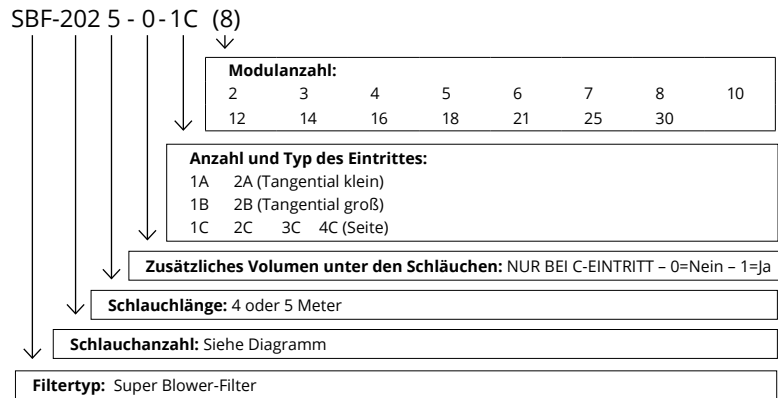 SBF-202 5 - 0 - 1C (8)
Modulanzahl:
2 3 4 5 6 7 8 10
12 14 16 18 21 25 30
Anzahl und Typ des Eintrittes:
1A 2A (Tangential klein)
1B 2B (Tangential groß)
1C 2C 3C 4C (Seite)
Zusätzliches Volumen unter den Schläuchen: NUR BEI C-EINTRITT – 0=Nein – 1=Ja
Schlauchlänge: 4 oder 5 Meter
Schlauchanzahl: Siehe Diagramm
Filtertyp: Super Blower-Filter